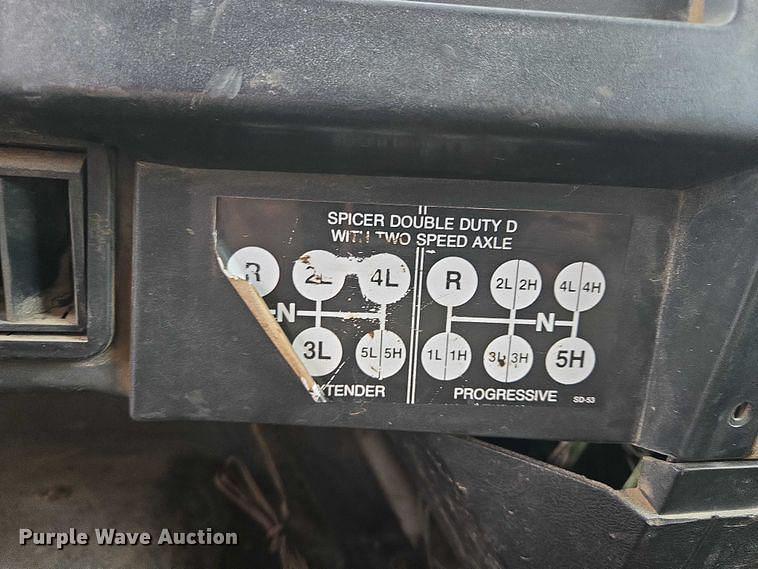 SPICER DOUBLE DUTY D
WITH TWO SPEED AXLE
R 2L 4L
N
3L 5L 5H
XTENDER
R 2L 2H 4L 4H
N
1L 1H 3L 3H 5H
PROGRESSIVE
SD-53
Purple Wave Auction